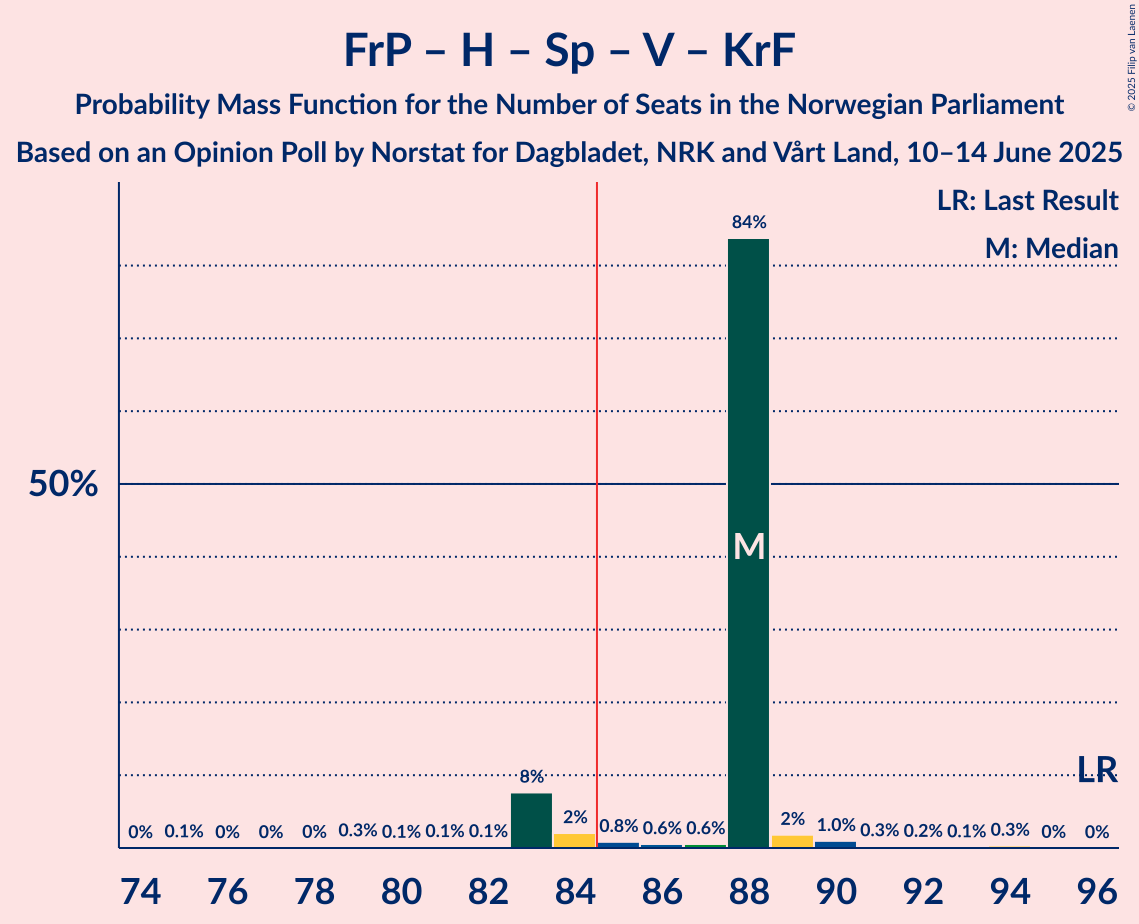 FrP – H – Sp – V – KrF
Probability Mass Function for the Number of Seats in the Norwegian Parliament
Based on an Opinion Poll by Norstat for Dagbladet, NRK and Vårt Land, 10–14 June 2025
© 2025 Filip van Laenen
LR: Last Result
M: Median
84%
50%
M
LR
8%
0% 0.1% 0% 0% 0% 0.3% 0.1% 0.1% 0.1% 2% 0.8% 0.6% 0.6% 2% 1.0% 0.3% 0.2% 0.1% 0.3% 0% 0%
74 76 78 80 82 84 86 88 90 92 94 96